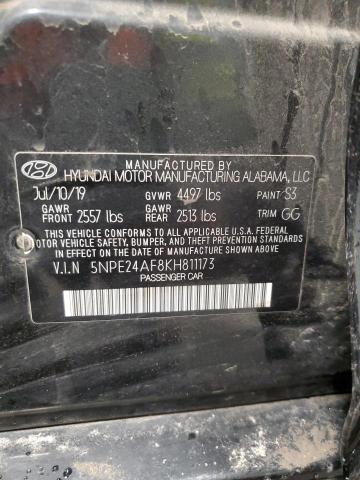 MANUFACTURED BY
HYUNDAI MOTOR MANUFACTURING ALABAMA, LLC
Jul/10/19 GVWR 4497 lbs PAINT S3
GAWR FRONT 2557 lbs GAWR REAR 2513 lbs TRIM GG
THIS VEHICLE CONFORMS TO ALL APPLICABLE U.S.A. FEDERAL
MOTOR VEHICLE SAFETY, BUMPER, AND THEFT PREVENTION
STANDARDS IN EFFECT ON THE DATE OF MANUFACTURE SHOWN ABOVE.
V.I.N 5NPE24AF8KH811173
PASSENGER CAR